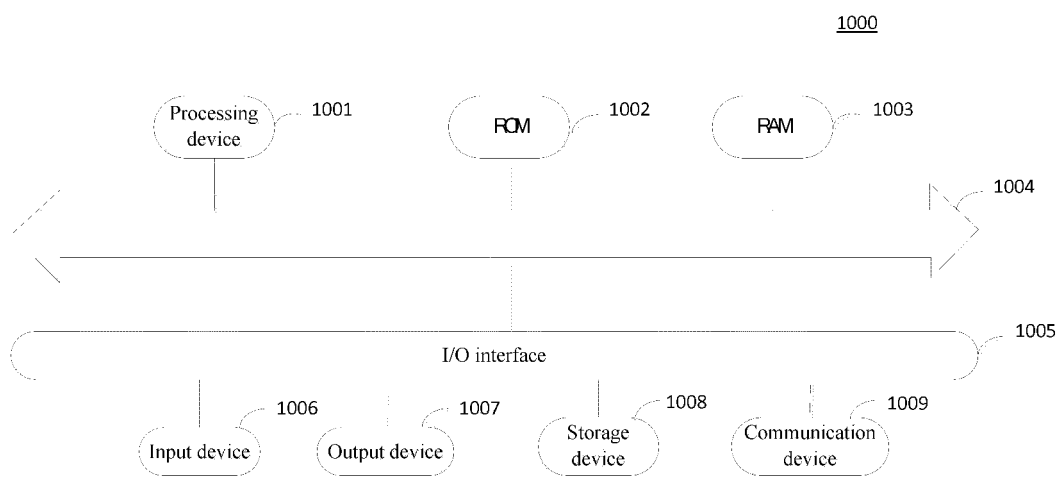 1000
Processing
device
1001
ROM
1002
RAM
1003
1004
I/O interface
1005
Input device
1006
Output device
1007
Storage
device
1008
Communication
device
1009